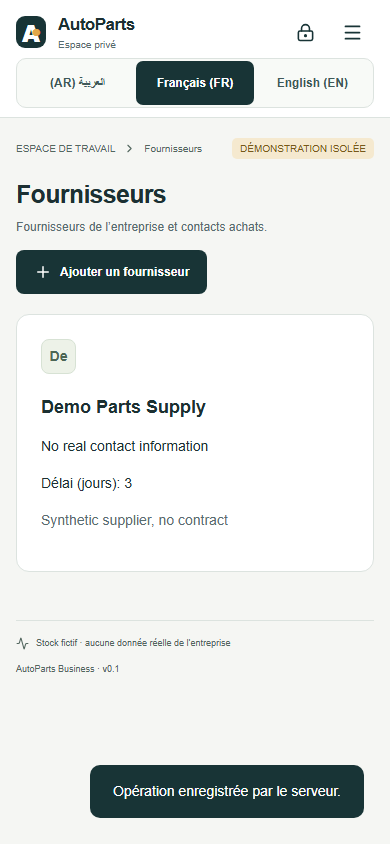 AutoParts
Espace privé
العربية (AR)
Français (FR)
English (EN)
ESPACE DE TRAVAIL > Fournisseurs
DÉMONSTRATION ISOLÉE
Fournisseurs
Fournisseurs de l'entreprise et contacts achats.
+ Ajouter un fournisseur
De
Demo Parts Supply
No real contact information
Délai (jours): 3
Synthetic supplier, no contract
Stock fictif · aucune donnée réelle de l'entreprise
AutoParts Business · v0.1
Opération enregistrée par le serveur.